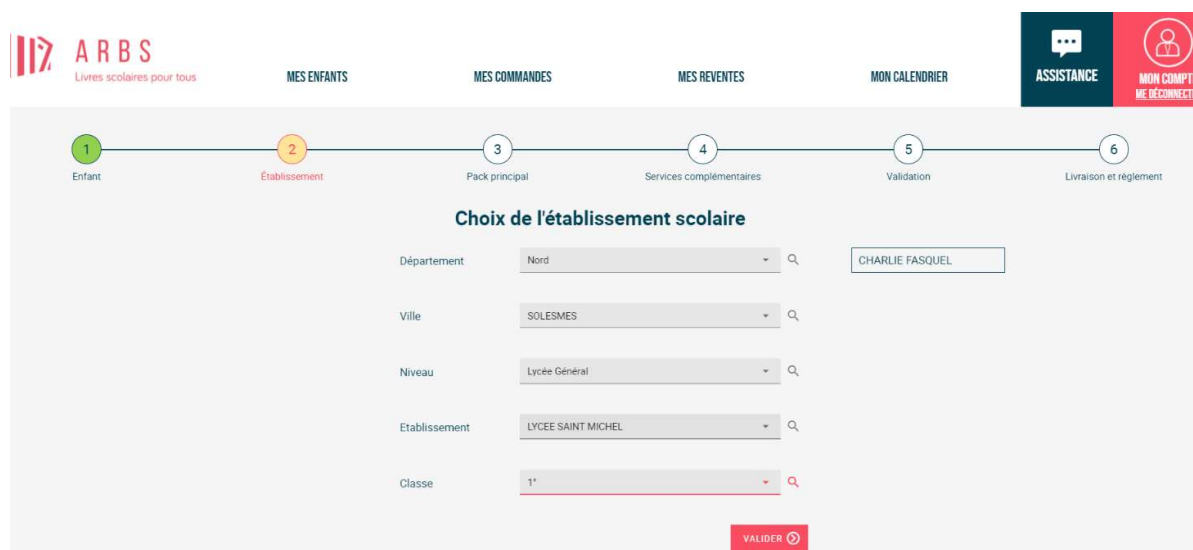 ARBS
Livres scolaires pour tous
MES ENFANTS
MES COMMANDES
MES REVENTES
MON CALENDRIER
ASSISTANCE
MON COMPT
ME DÉCONNECT
1
2
3
4
5
6
Enfant
Établissement
Pack principal
Services complémentaires
Validation
Livraison et règlement
Choix de l'établissement scolaire
Département
Nord
CHARLIE FASQUEL
Ville
SOLESMES
Niveau
Lycée Général
Etablissement
LYCEE SAINT MICHEL
Classe
1°
VALIDER